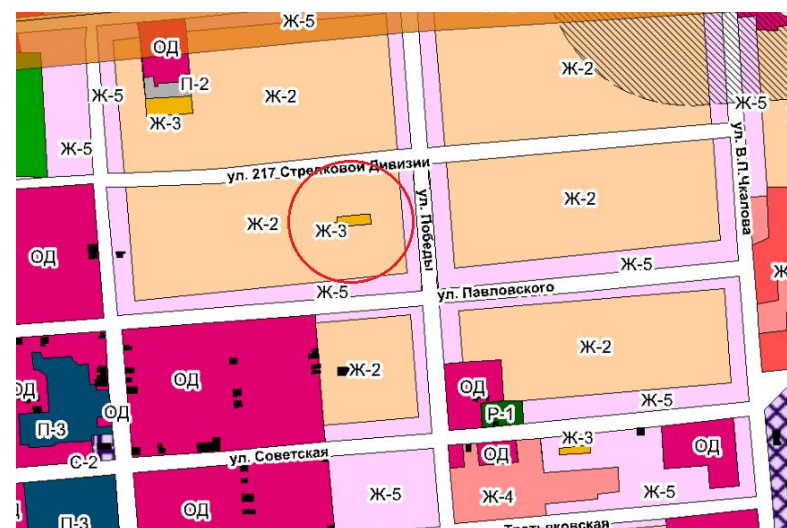 Ж-5
ОД
П-2
Ж-2
Ж-2
Ж-5
Ж-5
Ж-3
Ж-5
ул. 217 Стрелковой Дивизии
ул. В.П. Чкалова
ул. Победы
Ж-2
Ж-3
Ж-2
ОД
Ж-5
Ж-5
ул. Павловского
Ж-2
Ж-2
ОД
ОД
ОД
Ж-5
Р-1
ОД
П-3
Ж-3
С-2
ул. Советская
ОД
ОД
Ж-5
Ж-4
Ж-5
ОД
П-3